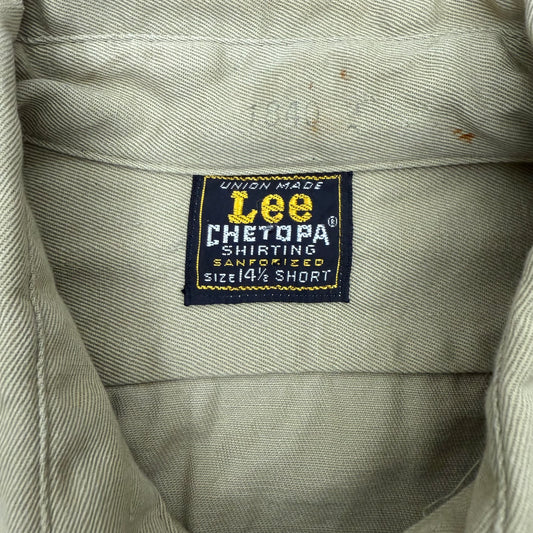 UNION MADE
Lee
CHETOPA®
SHIRTING
SANFORIZED
SIZE 14½ SHORT